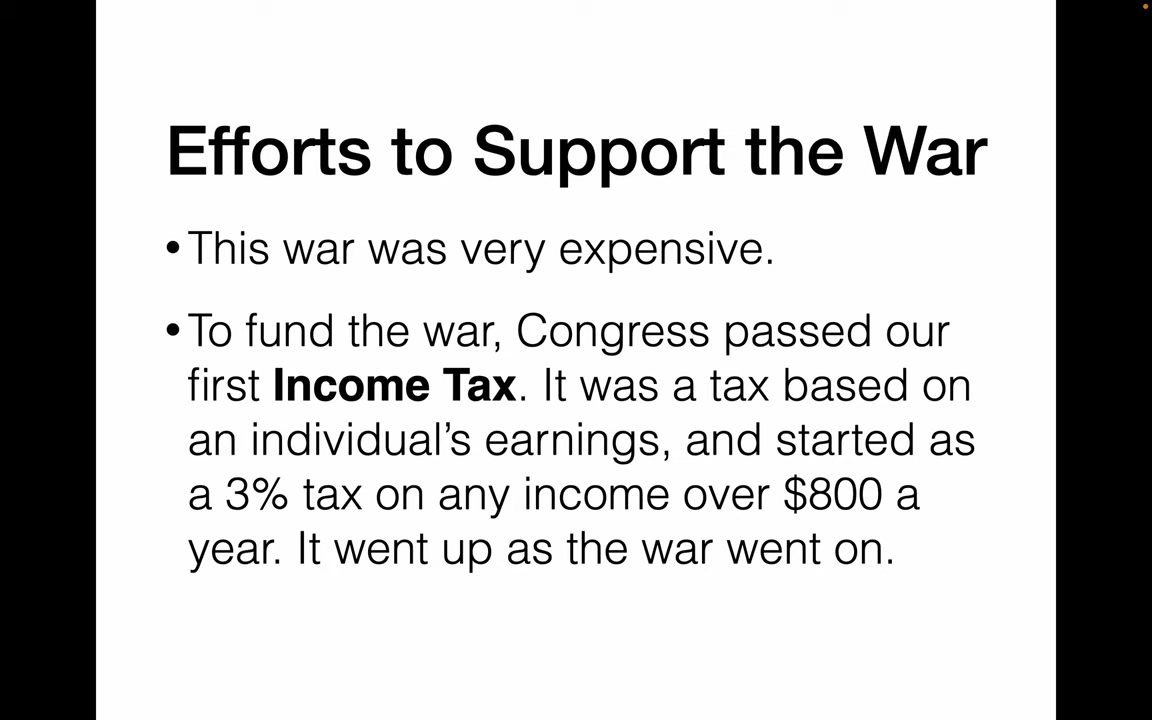 Efforts to Support the War
•This war was very expensive.
•To fund the war, Congress passed our
first Income Tax. It was a tax based on
an individual’s earnings, and started as
a 3% tax on any income over $800 a
year. It went up as the war went on.